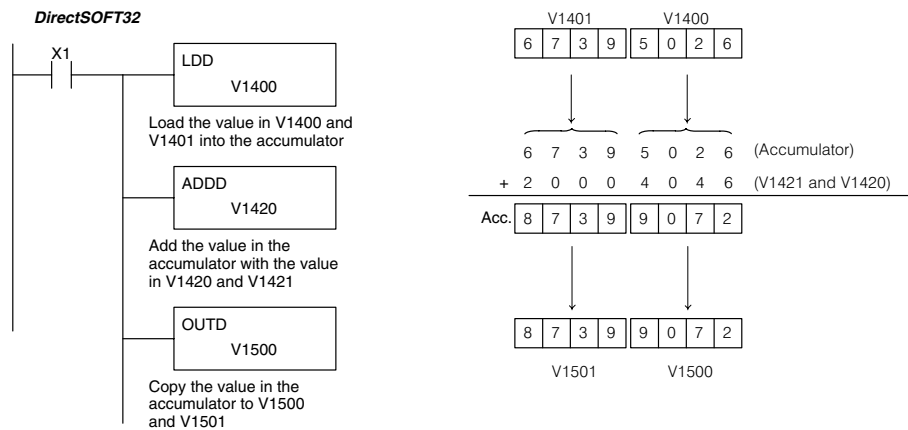 DirectSOFT32
X1
LDD
V1400
Load the value in V1400 and
V1401 into the accumulator
ADDD
V1420
Add the value in the
accumulator with the value
in V1420 and V1421
OUTD
V1500
Copy the value in the
accumulator to V1500
and V1501
V1401 V1400
6 7 3 9 5 0 2 6
6 7 3 9 5 0 2 6 (Accumulator)
+ 2 0 0 0 4 0 4 6 (V1421 and V1420)
Acc. 8 7 3 9 9 0 7 2
8 7 3 9 9 0 7 2
V1501 V1500